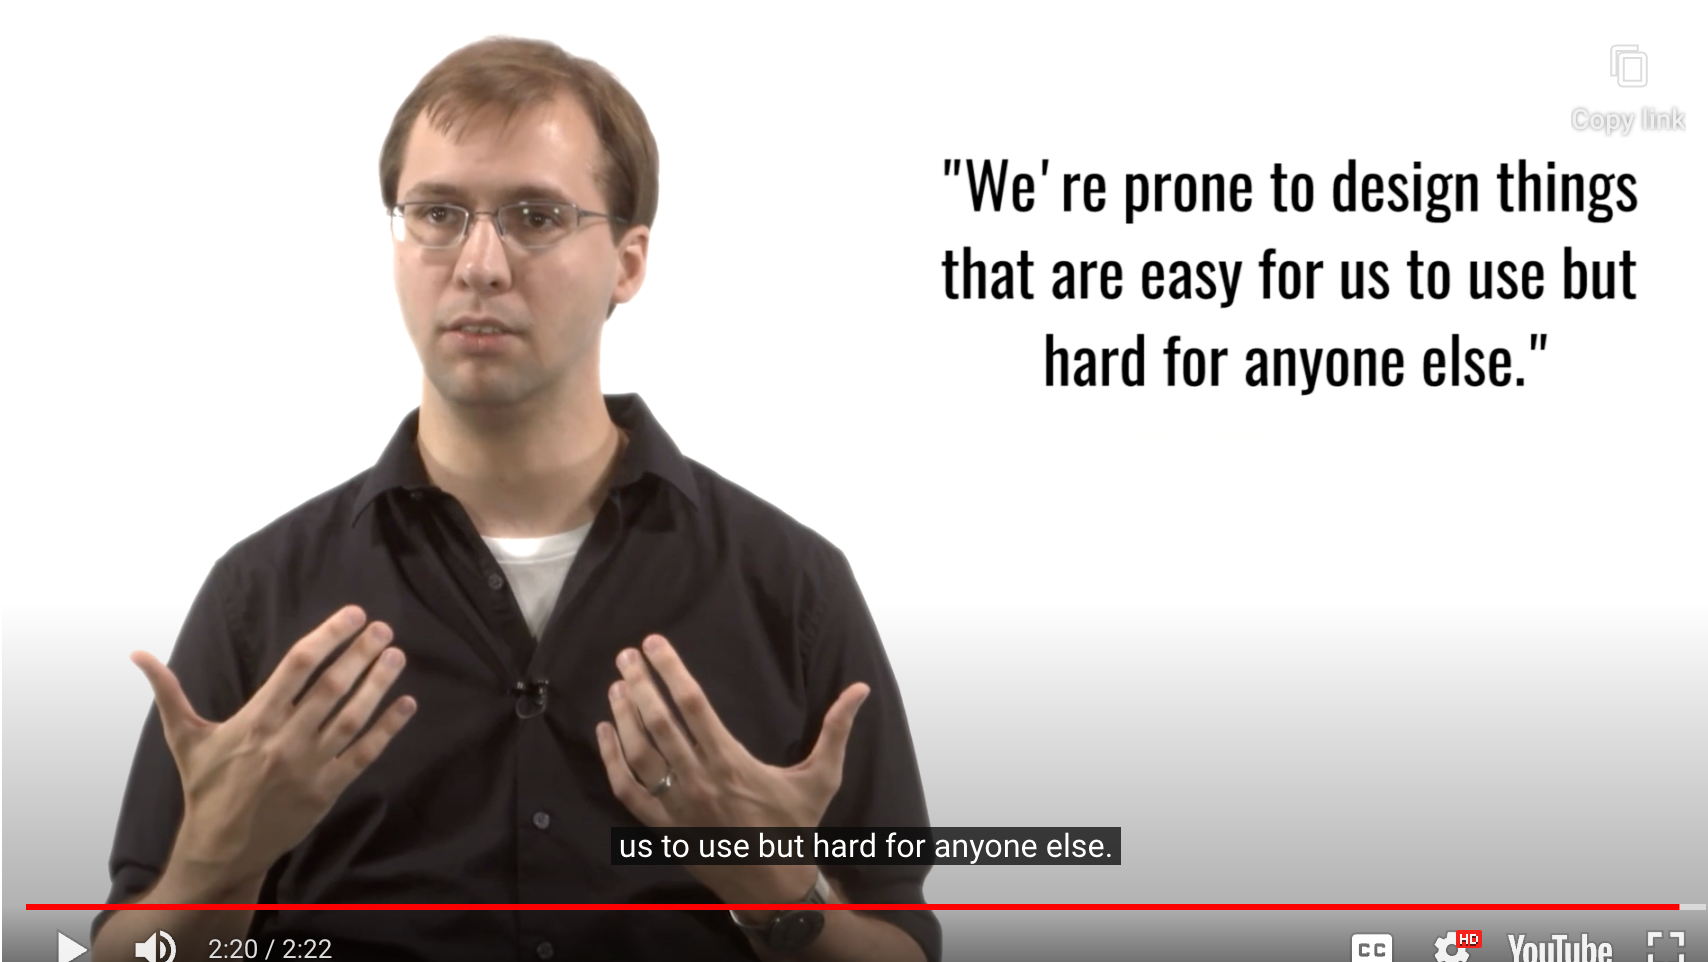 Copy link
"We're prone to design things
that are easy for us to use but
hard for anyone else."
us to use but hard for anyone else.
2:20 / 2:22
CC
HD
YouTube